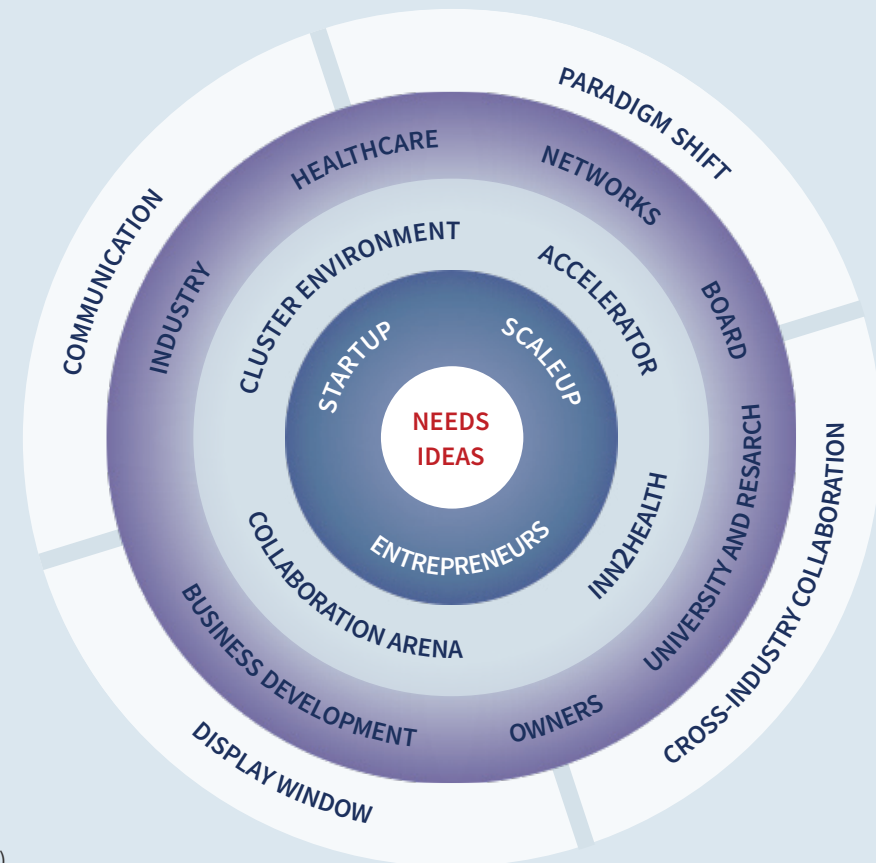 COMMUNICATION
PARADIGM SHIFT
CROSS-INDUSTRY COLLABORATION
DISPLAY WINDOW
HEALTHCARE
NETWORKS
BOARD
UNIVERSITY AND RESARCH
OWNERS
BUSINESS DEVELOPMENT
INDUSTRY
CLUSTER ENVIRONMENT
ACCELERATOR
INN2HEALTH
COLLABORATION ARENA
STARTUP
SCALEUP
ENTREPRENEURS
NEEDS
IDEAS
)